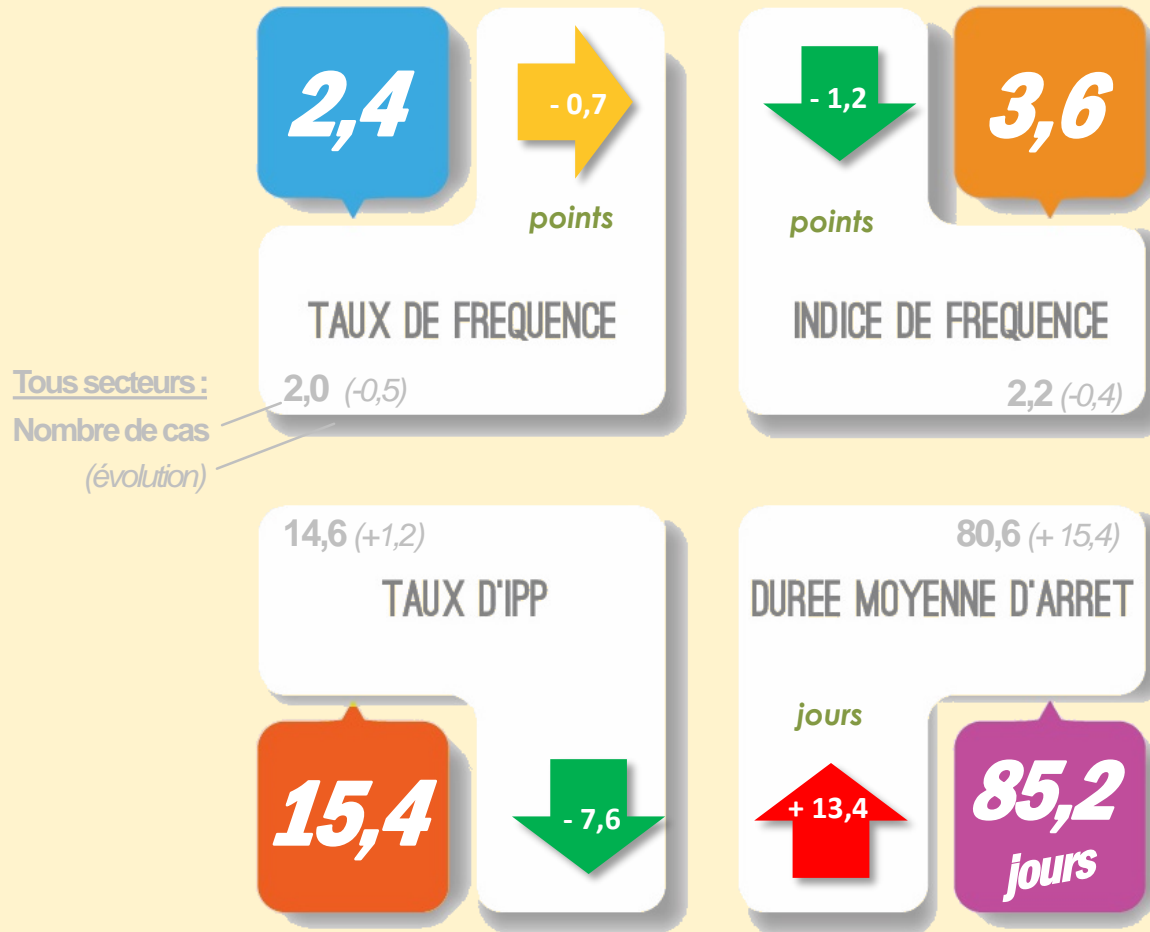 2,4
- 0,7
points
TAUX DE FREQUENCE
2,0 (-0,5)
- 1,2
3,6
points
INDICE DE FREQUENCE
2,2 (-0,4)
Tous secteurs :
Nombre de cas
(évolution)
14,6 (+1,2)
TAUX D'IPP
15,4
- 7,6
80,6 (+ 15,4)
DUREE MOYENNE D'ARRET
jours
+ 13,4
85,2
jours